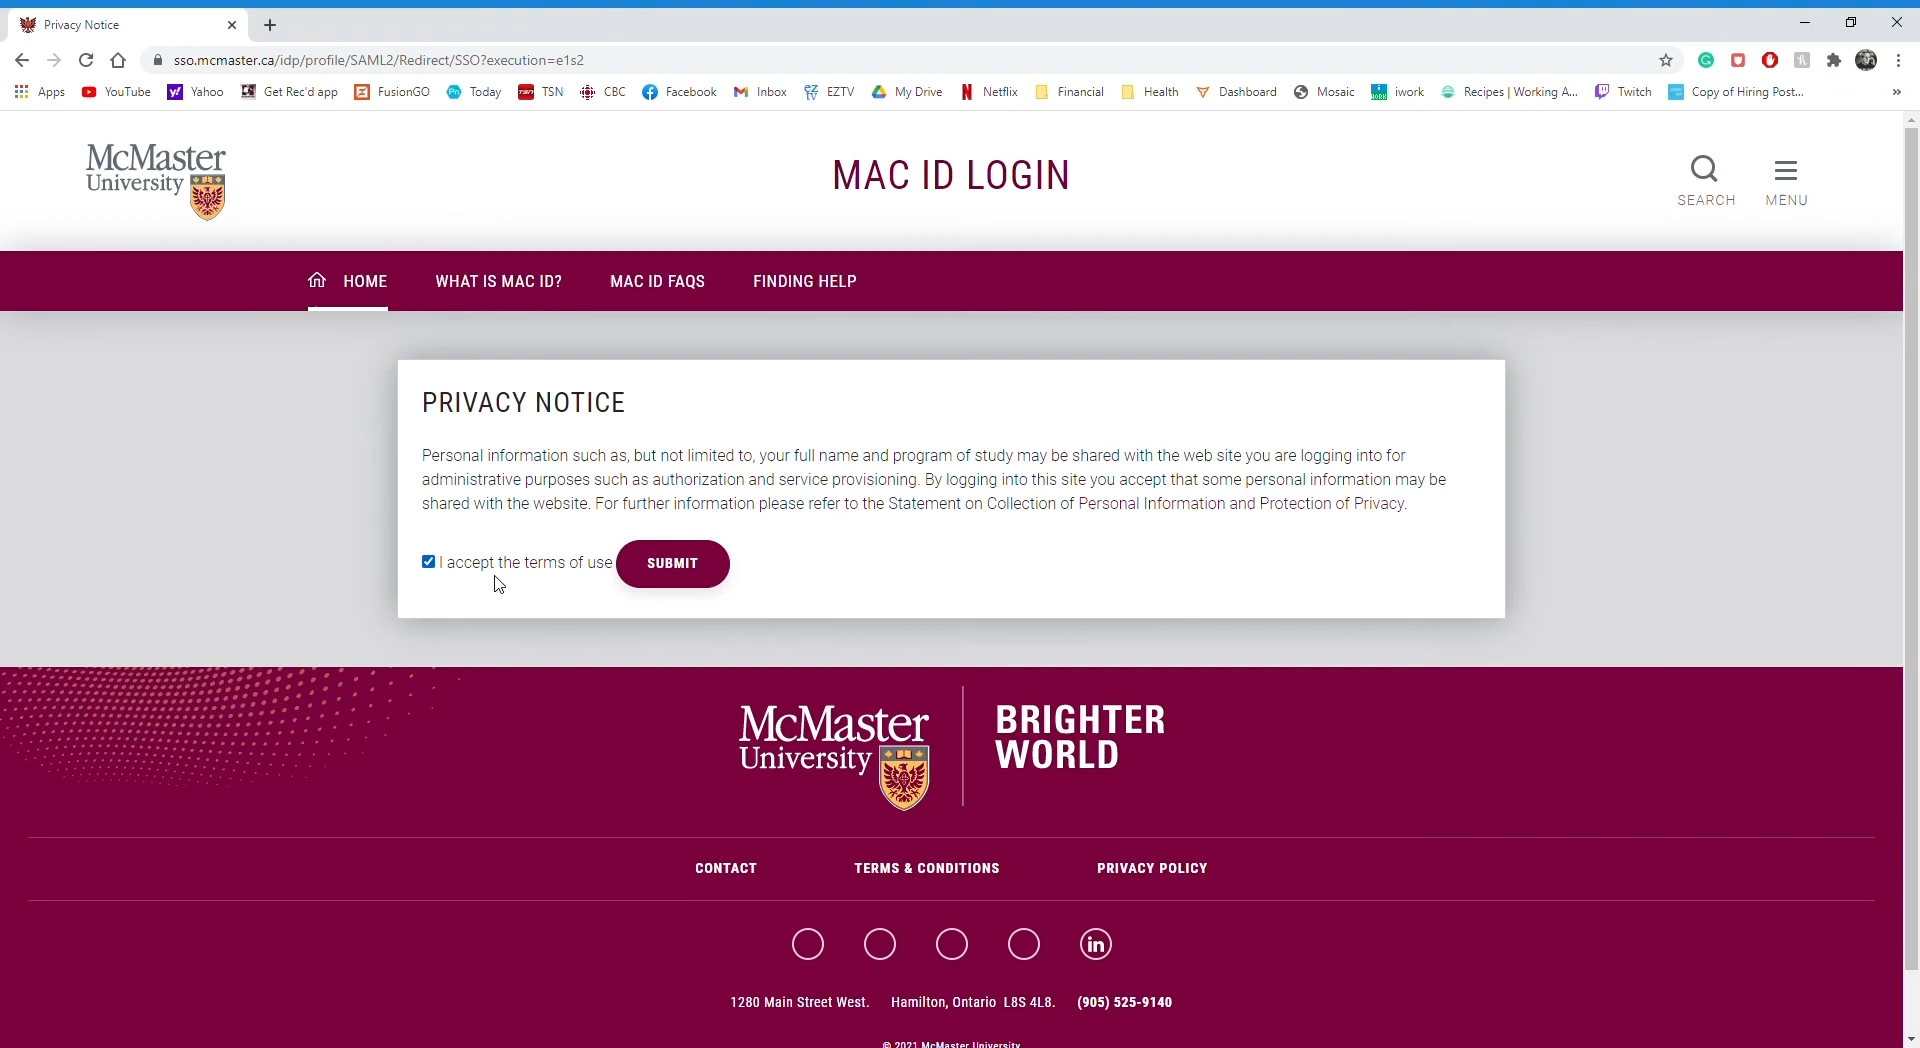 Privacy Notice
sso.mcmaster.ca/idp/profile/SAML2/Redirect/SSO?execution=e1s2
Apps YouTube Yahoo Get Rec'd app FusionGO Today TSN CBC Facebook Inbox EZTV My Drive Netflix Financial Health Dashboard Mosaic iwork Recipes | Working A... Twitch Copy of Hiring Post... »
McMaster
University
MAC ID LOGIN
SEARCH MENU
HOME WHAT IS MAC ID? MAC ID FAQS FINDING HELP
PRIVACY NOTICE
Personal information such as, but not limited to, your full name and program of study may be shared with the web site you are logging into for
administrative purposes such as authorization and service provisioning. By logging into this site you accept that some personal information may be
shared with the website. For further information please refer to the Statement on Collection of Personal Information and Protection of Privacy.
I accept the terms of use SUBMIT
McMaster
University
BRIGHTER
WORLD
CONTACT TERMS & CONDITIONS PRIVACY POLICY
in
1280 Main Street West. Hamilton, Ontario L8S 4L8. (905) 525-9140
© 2021 McMaster University